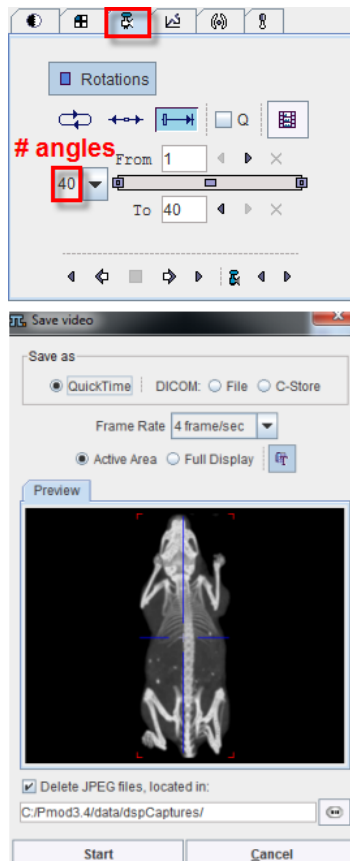 Rotations
Q
# angles
From 1
40
To 40
Save video
Save as
QuickTime DICOM: File C-Store
Frame Rate 4 frame/sec
Active Area Full Display
Preview
Delete JPEG files, located in:
C:/Pmod3.4/data/dspCaptures/
Start Cancel